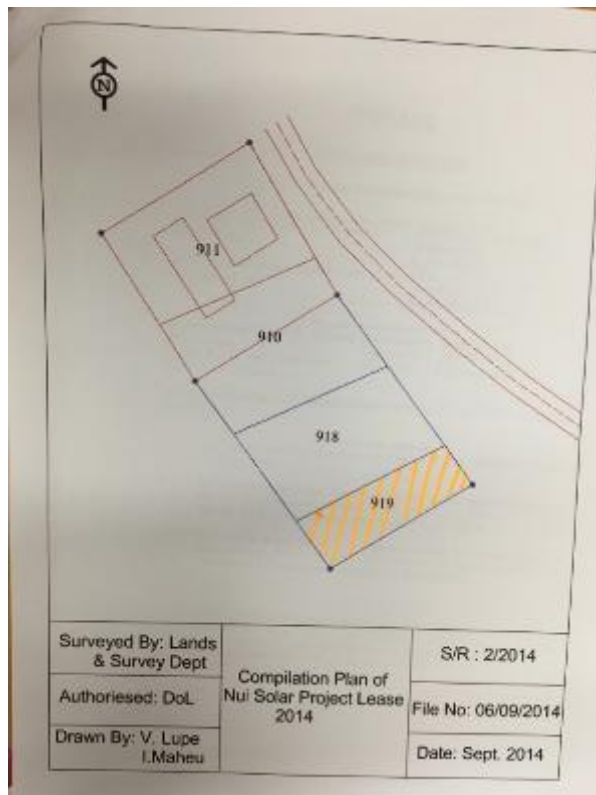 N
911
910
918
919
Surveyed By: Lands
& Survey Dept
Authoriesed: DoL
Drawn By: V. Lupe
I.Maheu
Compilation Plan of
Nui Solar Project Lease
2014
S/R : 2/2014
File No: 06/09/2014
Date: Sept. 2014